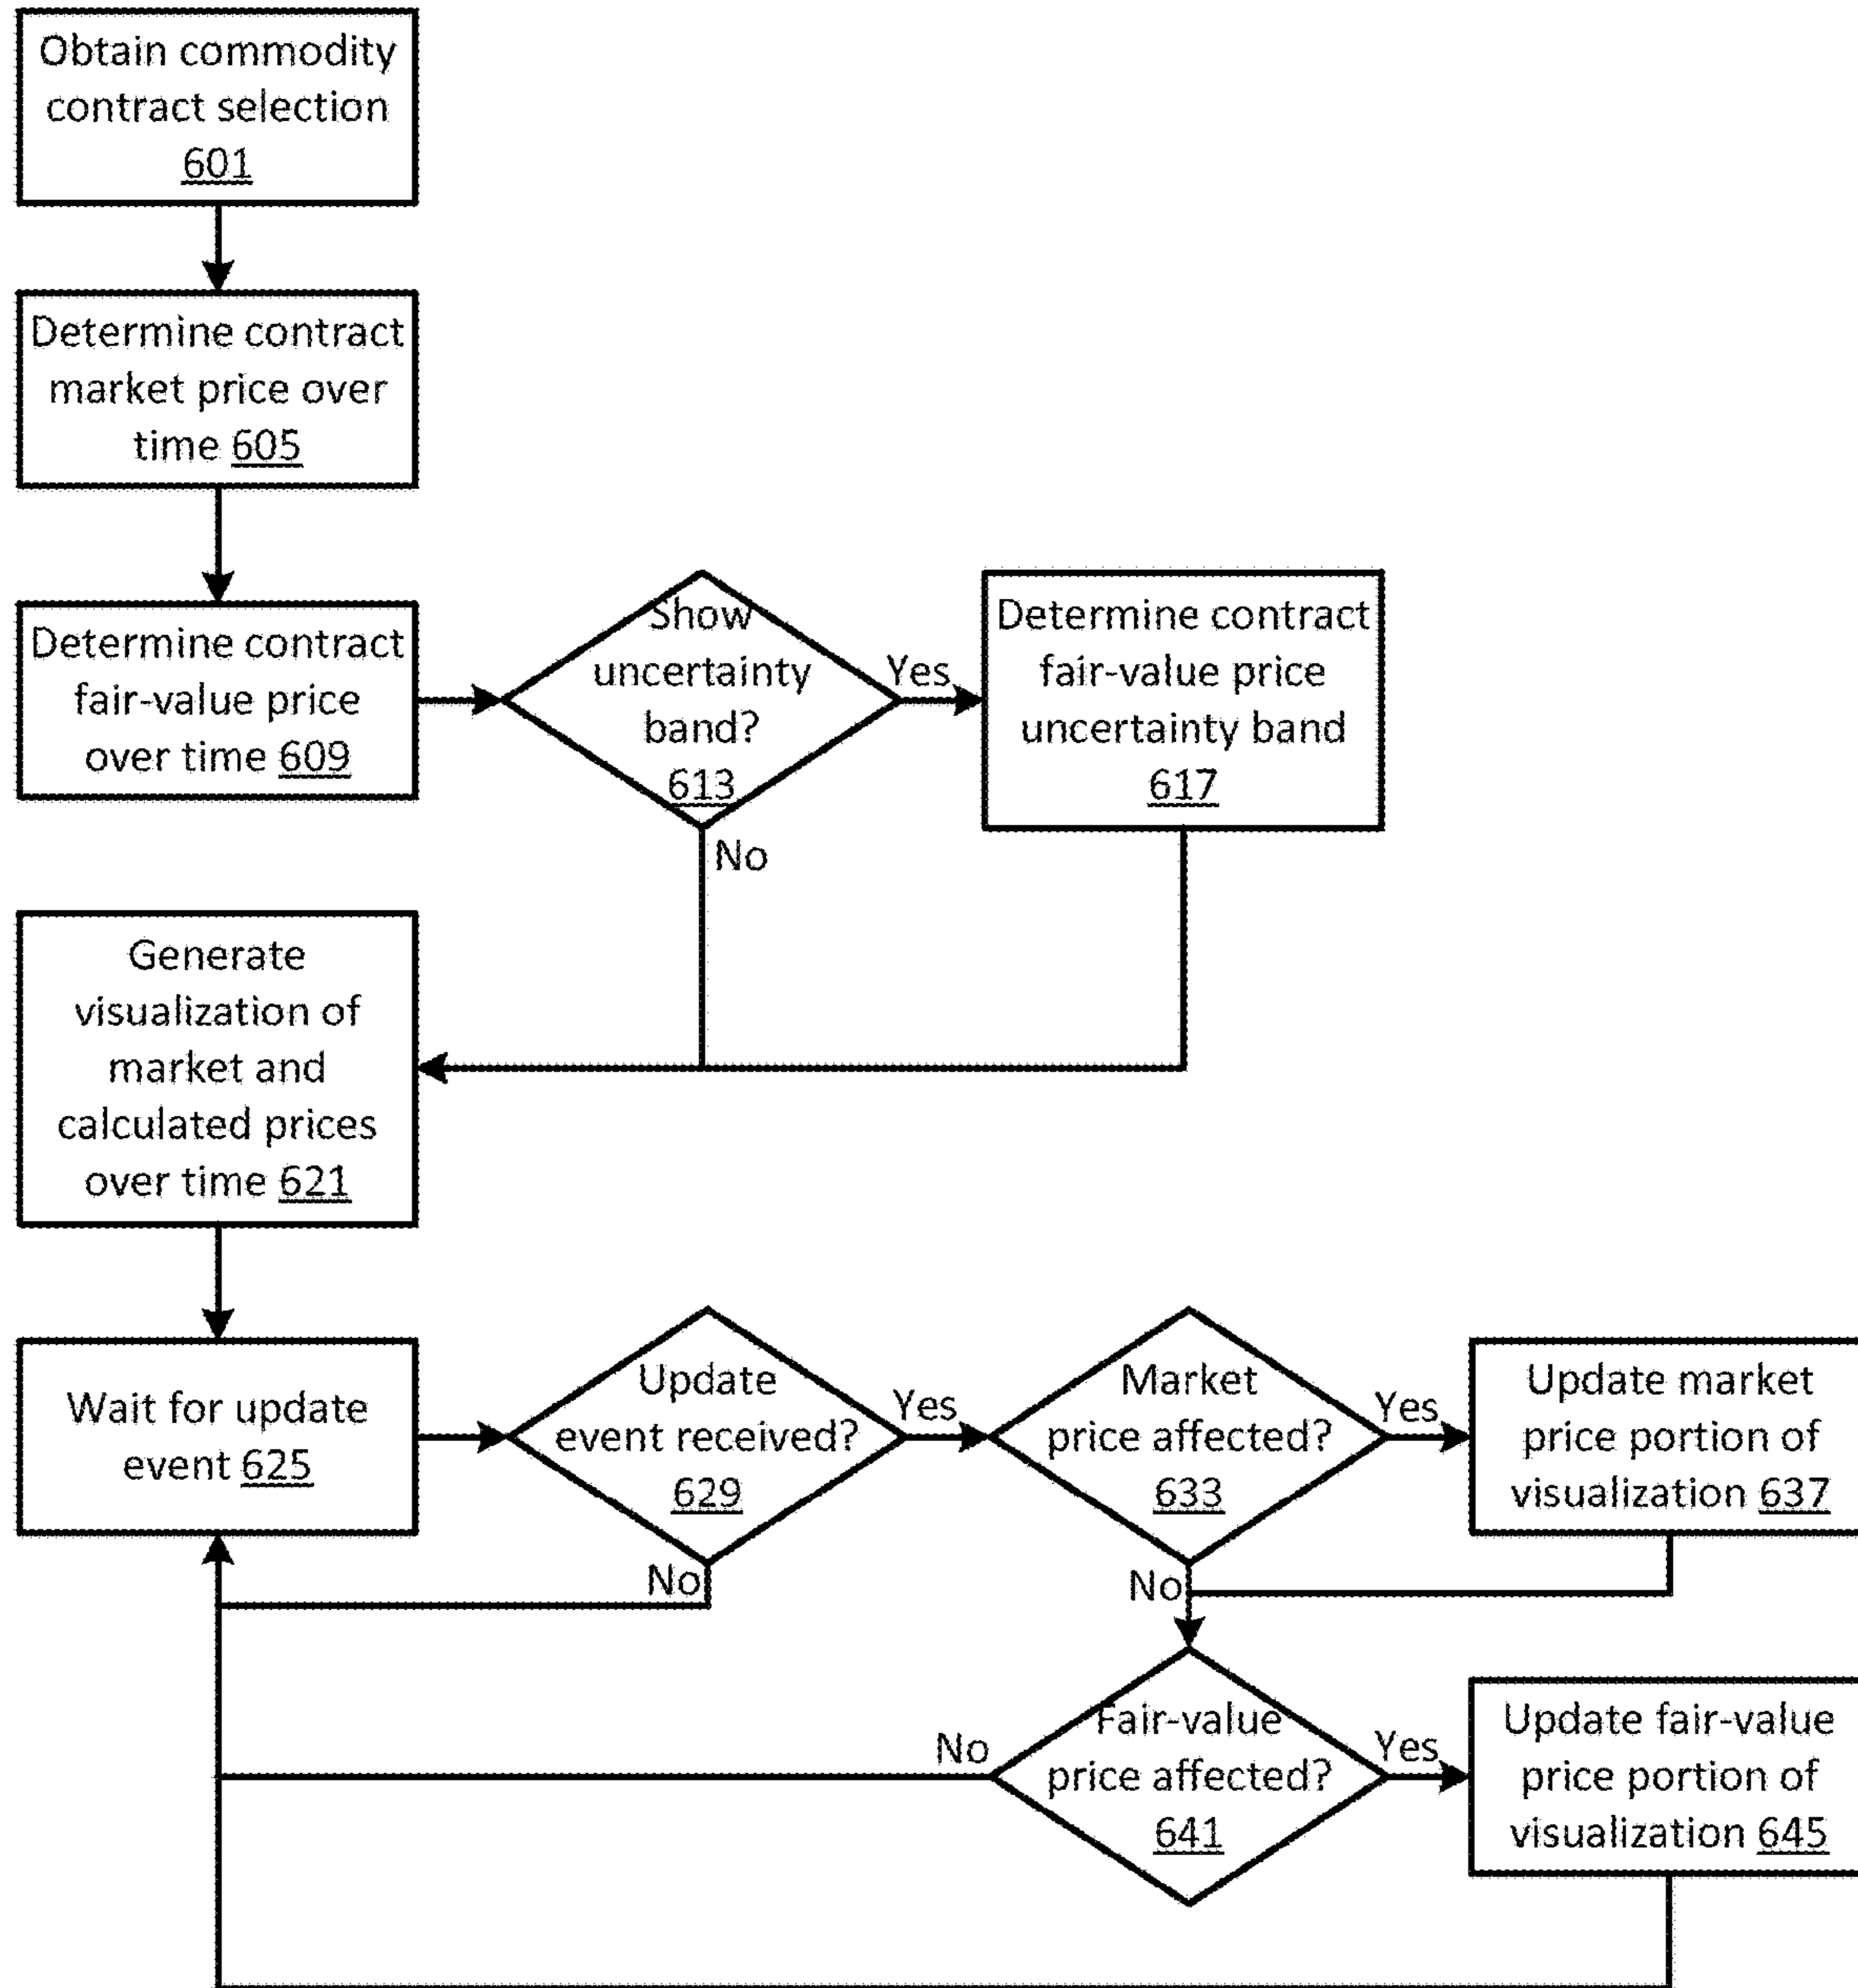 Obtain commodity
contract selection
601
Determine contract
market price over
time 605
Determine contract
fair-value price
over time 609
Show
uncertainty
band?
613
Yes
No
Determine contract
fair-value price
uncertainty band
617
Generate
visualization of
market and
calculated prices
over time 621
Wait for update
event 625
Update
event received?
629
Yes
No
Market
price affected?
633
Yes
No
Update market
price portion of
visualization 637
Fair-value
price affected?
641
No
Yes
Update fair-value
price portion of
visualization 645